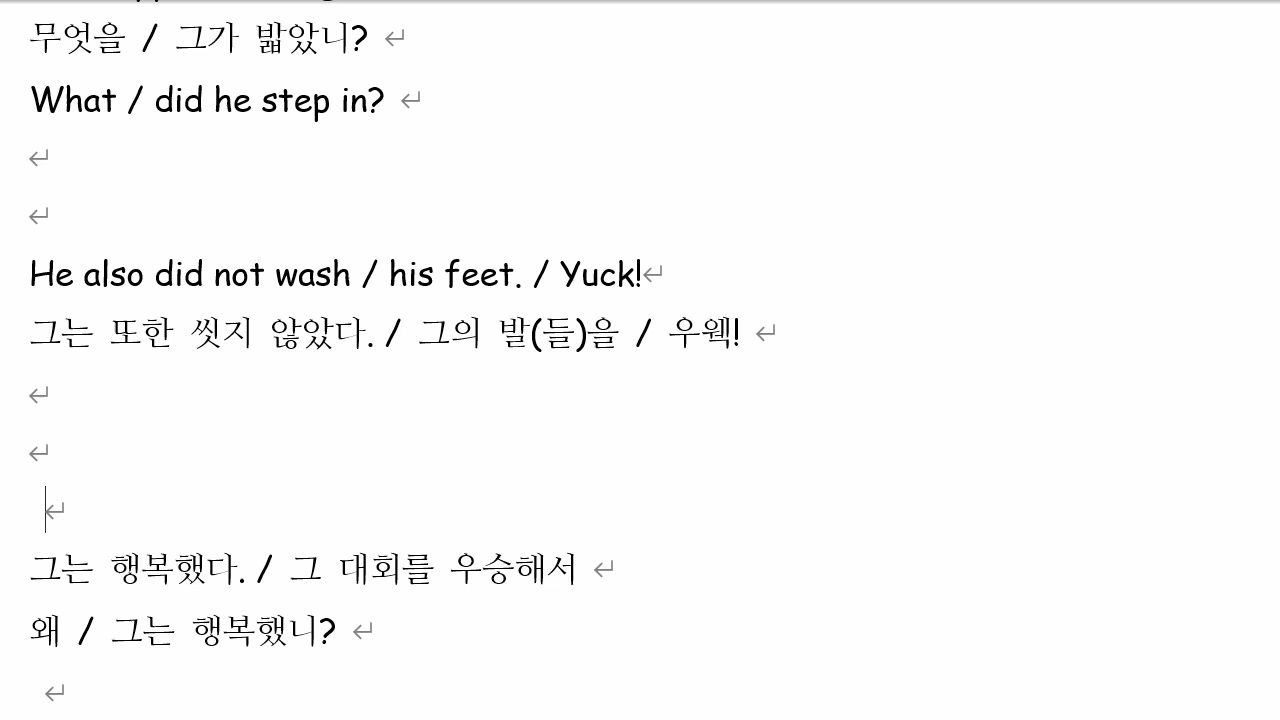 무엇을 / 그가 밟았니?
What / did he step in?
He also did not wash / his feet. / Yuck!
그는 또한 씻지 않았다. / 그의 발(들)을 / 우웩!
그는 행복했다. / 그 대회를 우승해서
왜 / 그는 행복했니?